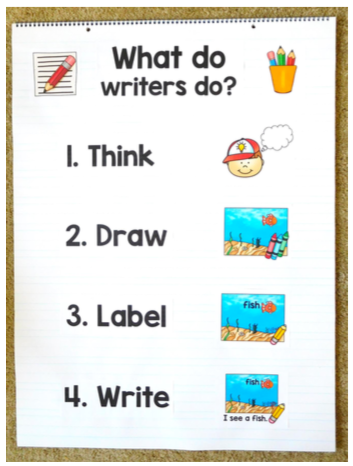 What do
writers do?
1. Think
2. Draw
3. Label
fish
4. Write
fish
I see a fish.